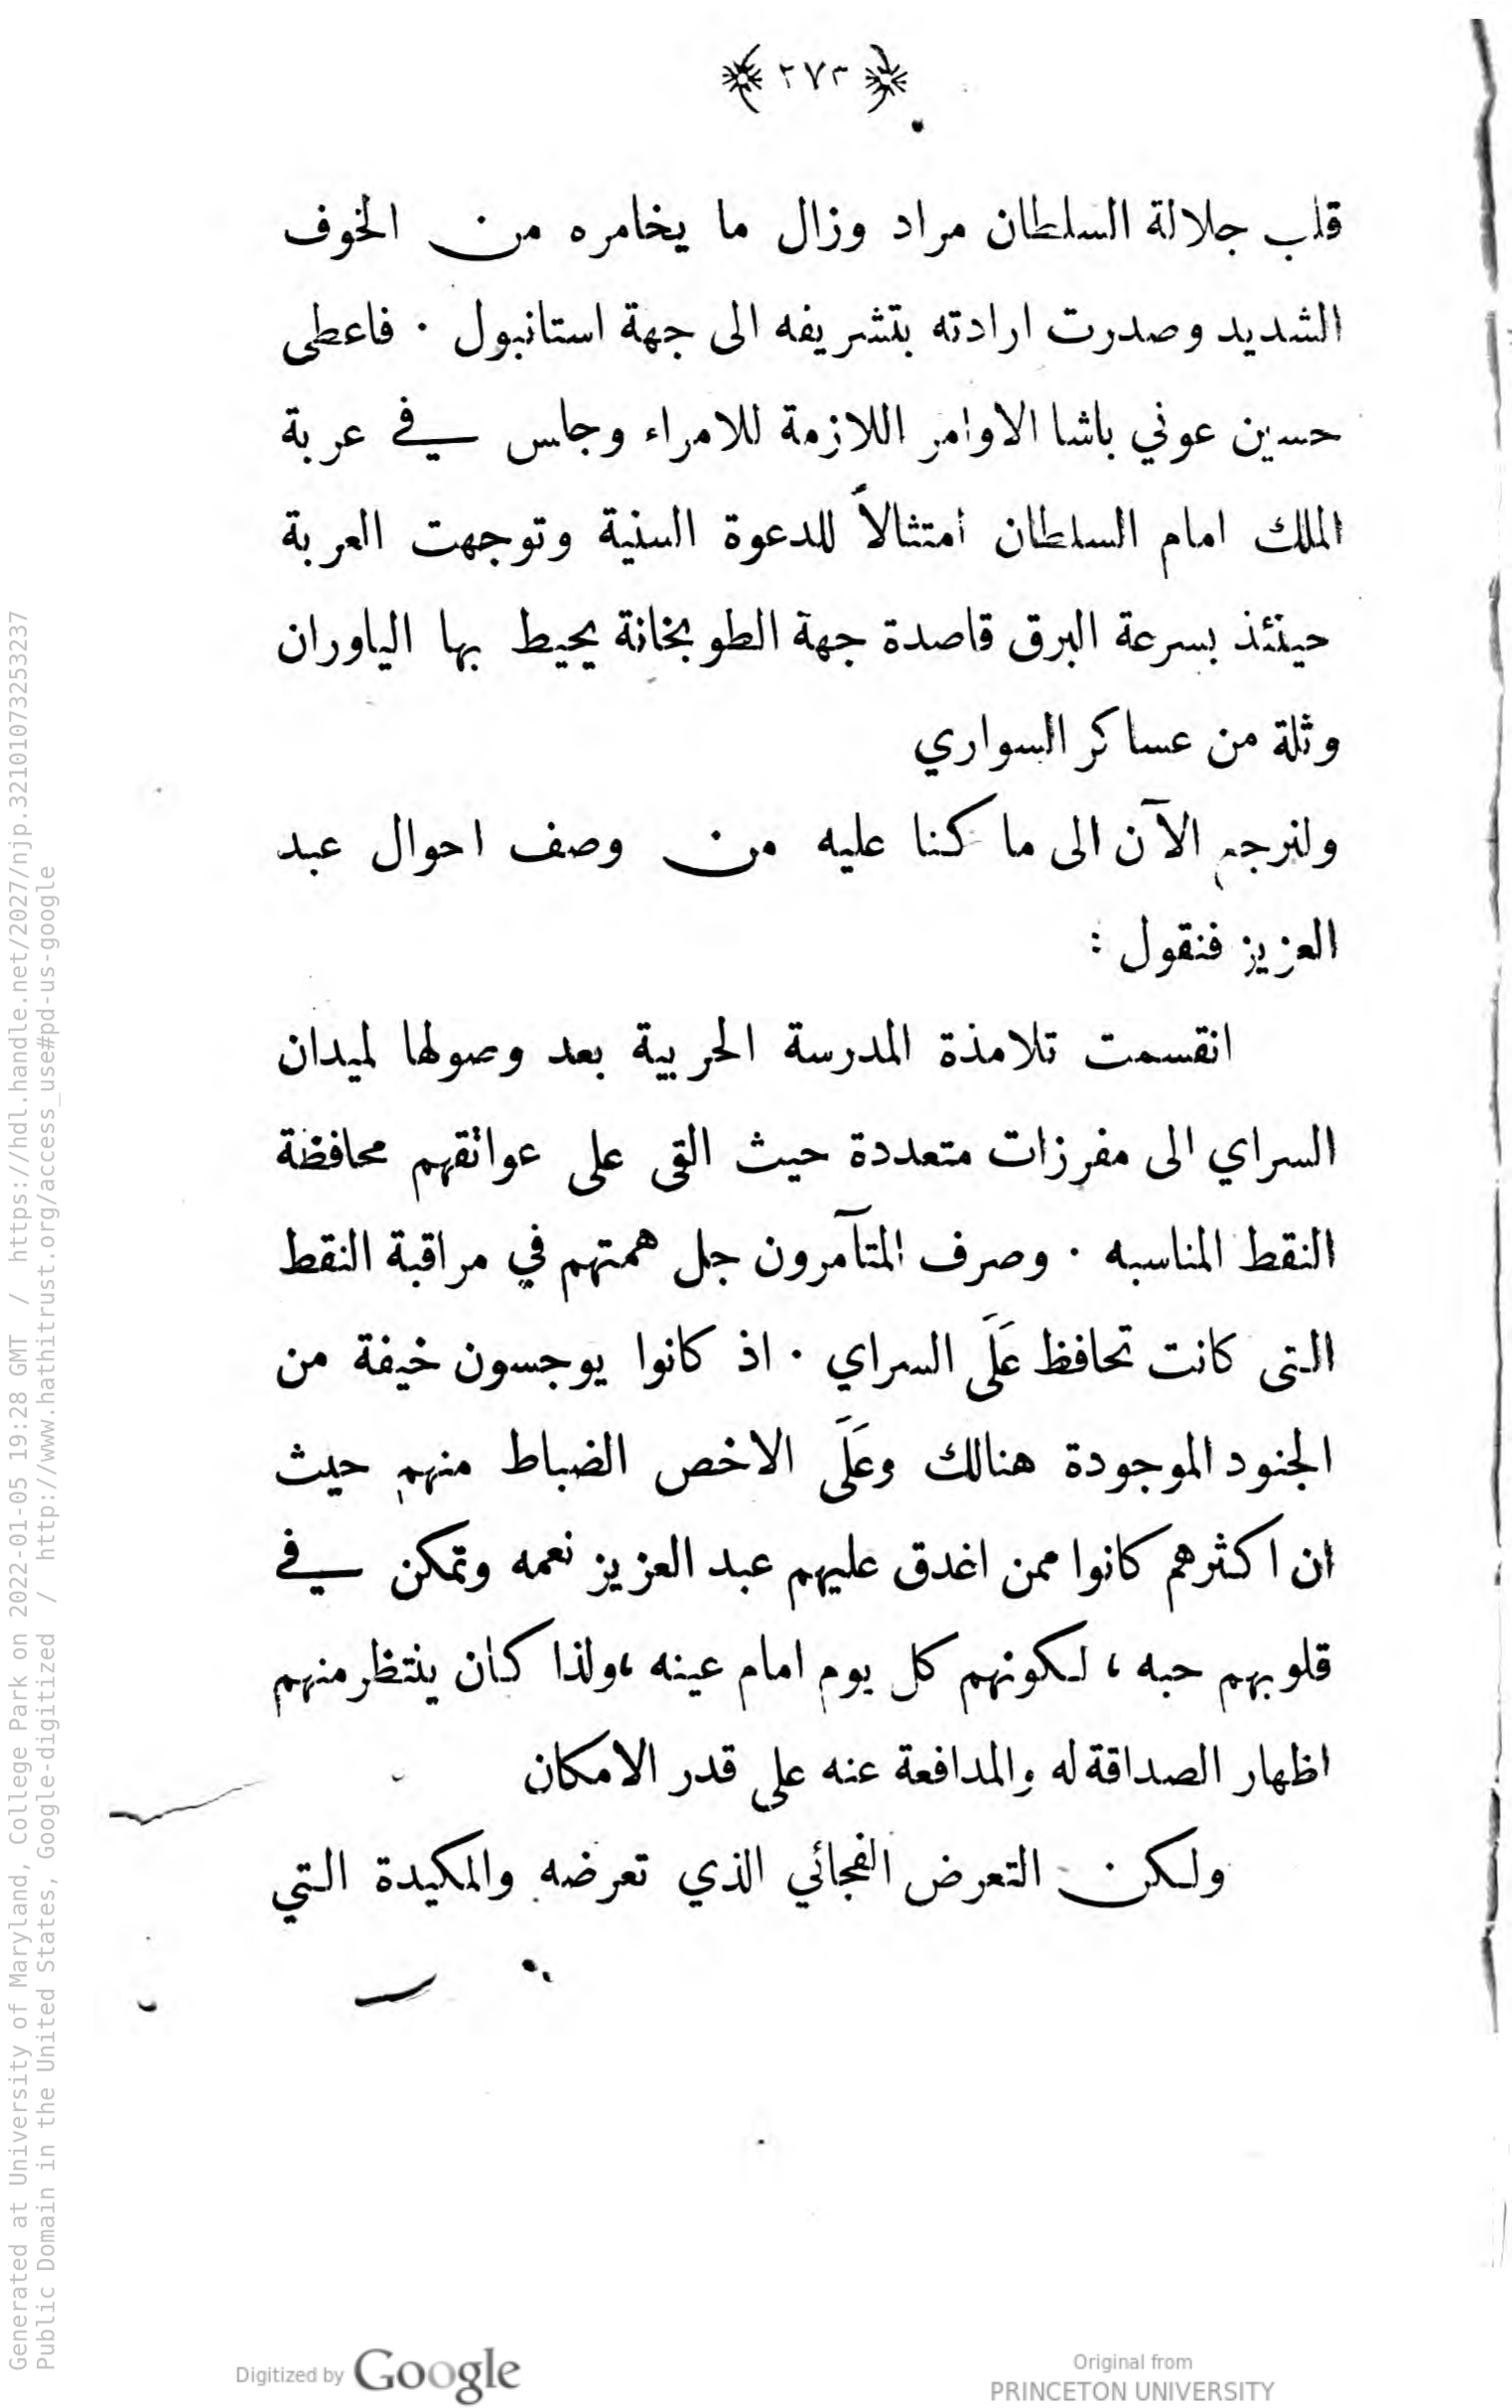 ٢٧٣
قلب جلالة السلطان مراد وزال ما يخامره من الخوف
الشديد وصدرت ارادته بتشريفه الى جهة استانبول ٠ فاعطى
حسين عوني باشا الاوامر اللازمة للامراء وجلس في عربة
الملك امام السلطان امتثالاً للدعوة السنية وتوجهت العربة
حينئذ بسرعة البرق قاصدة جهة الطوبخانة يحيط بها الياوران
وثلة من عساكر السواري
ولنرجع الآن الى ما كنا عليه من وصف احوال عبد
العزيز فنقول :
انقسمت تلامذة المدرسة الحربية بعد وصولها لميدان
السراي الى مفرزات متعددة حيث القى على عواتقهم محافظة
النقط المناسبه ٠ وصرف المتآمرون جل همتهم في مراقبة النقط
التى كانت تحافظ عَلَى السراي ٠ اذ كانوا يوجسون خيفة من
الجنود الموجودة هنالك وعَلَى الاخص الضباط منهم حيث
ان اكثرهم كانوا ممن اغدق عليهم عبد العزيز نعمه وتمكن في
قلوبهم حبه ، لكونهم كل يوم امام عينه ،ولذا كان ينتظر منهم
اظهار الصداقة له والمدافعة عنه على قدر الامكان
ولكن التعرض الفجائي الذي تعرضه والمكيدة التي
Generated at University of Maryland, College Park on 2022-01-05 19:28 GMT / https://hdl.handle.net/2027/njp.32101073253237
Public Domain in the United States, Google-digitized / http://www.hathitrust.org/access_use#pd-us-google
Digitized by Google
Original from
PRINCETON UNIVERSITY